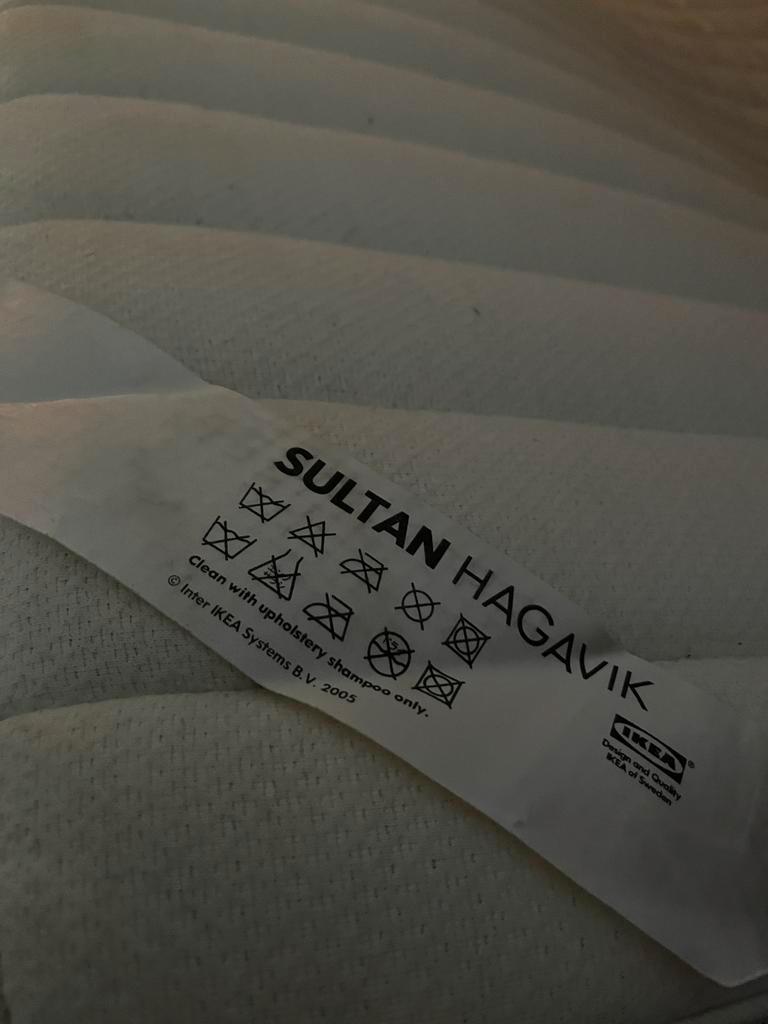 SULTAN HAGAVIK
Clean with upholstery shampoo only.
© Inter IKEA Systems B.V. 2005
IKEA®
Design and Quality
IKEA of Sweden